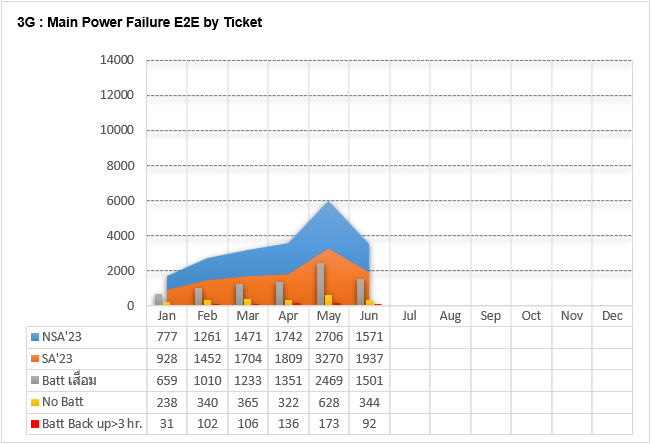 3G : Main Power Failure E2E by Ticket
14000
12000
10000
8000
6000
4000
2000
0
Jan Feb Mar Apr May Jun Jul Aug Sep Oct Nov Dec
NSA'23 777 1261 1471 1742 2706 1571
SA'23 928 1452 1704 1809 3270 1937
Batt เสื่อม 659 1010 1233 1351 2469 1501
No Batt 238 340 365 322 628 344
Batt Back up>3 hr. 31 102 106 136 173 92